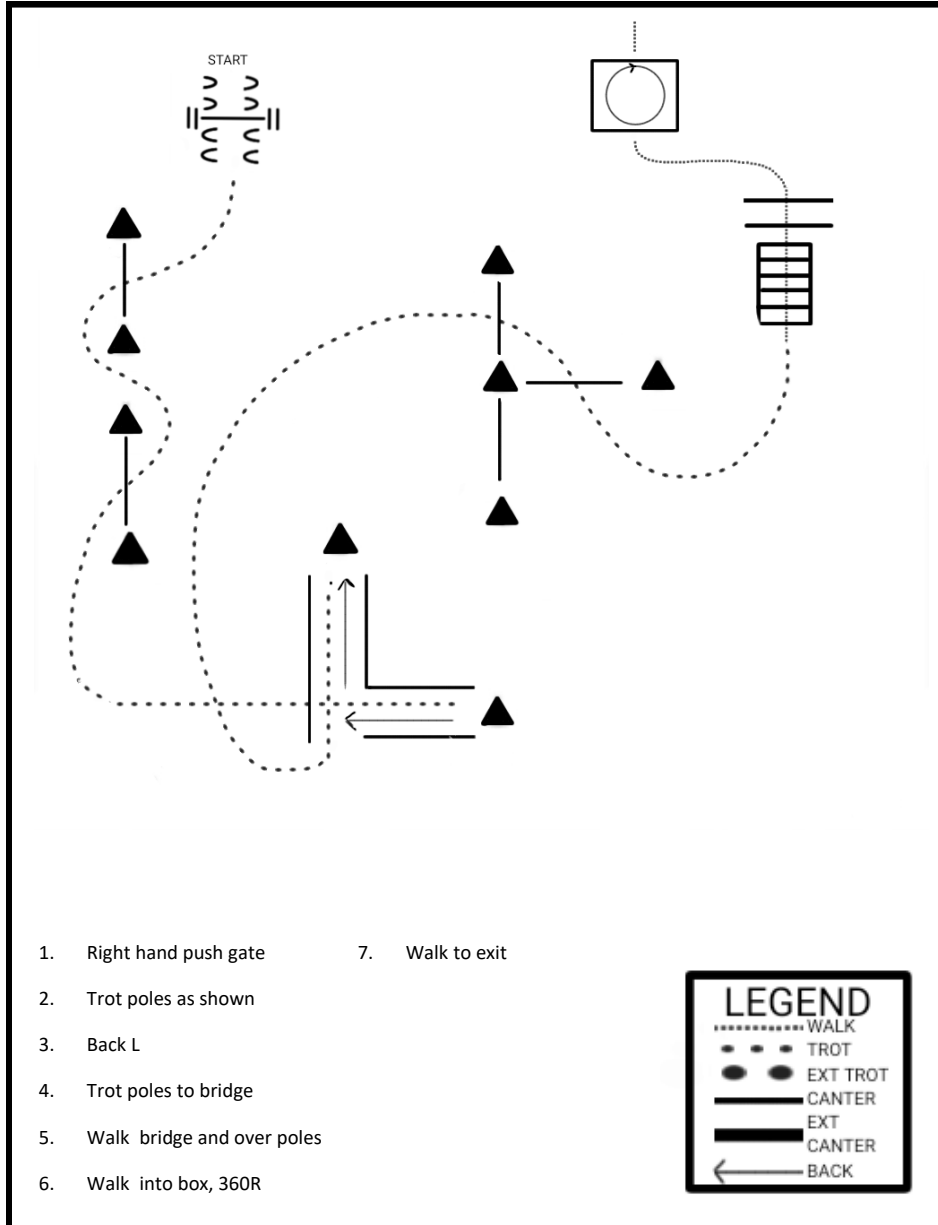 START
1. Right hand push gate
2. Trot poles as shown
3. Back L
4. Trot poles to bridge
5. Walk  bridge and over poles
6. Walk  into box, 360R
7. Walk to exit
LEGEND
WALK
TROT
EXT TROT
CANTER
EXT
CANTER
BACK